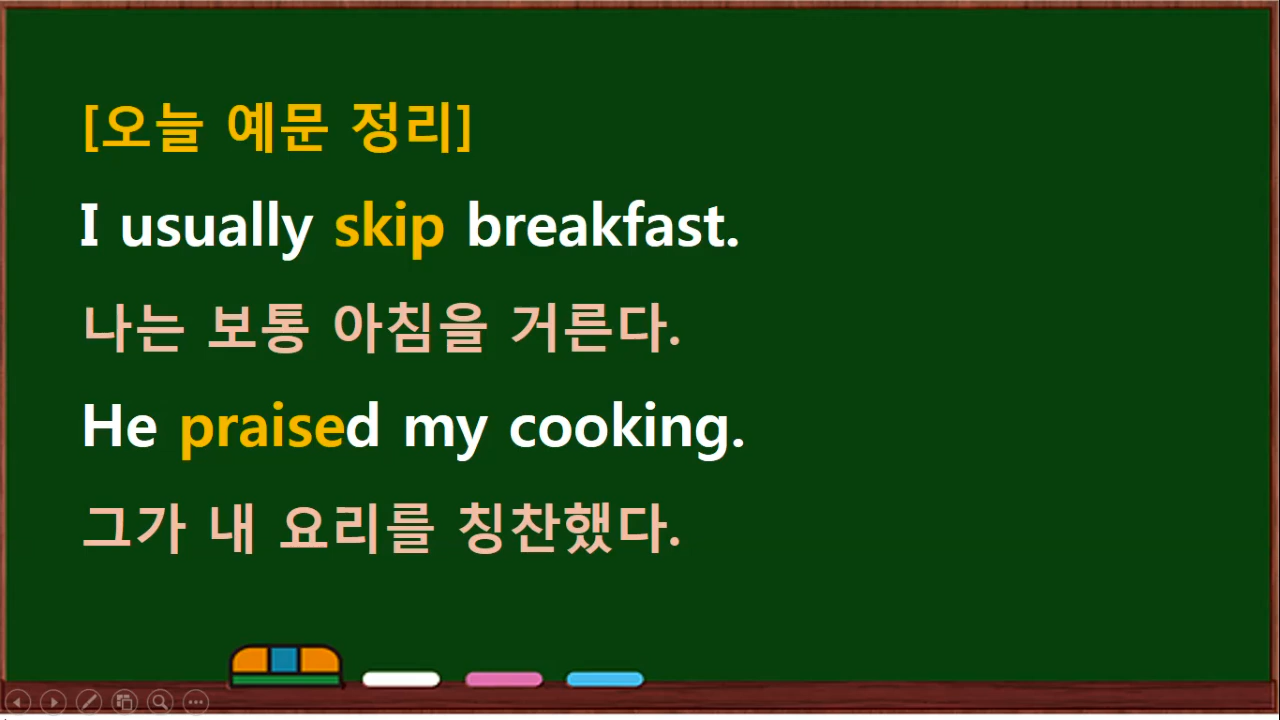 [오늘 예문 정리]
I usually skip breakfast.
나는 보통 아침을 거른다.
He praised my cooking.
그가 내 요리를 칭찬했다.